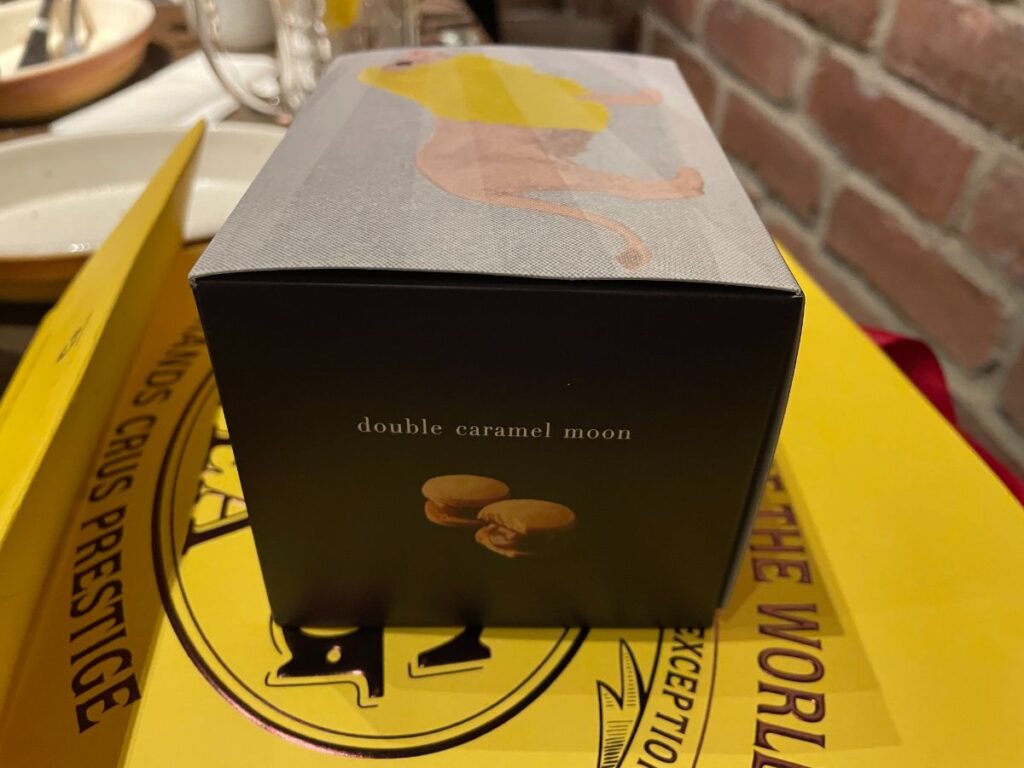 double caramel moon
GRANDS CRUS PRESTIGE
THE WORLD
EXCEPTION